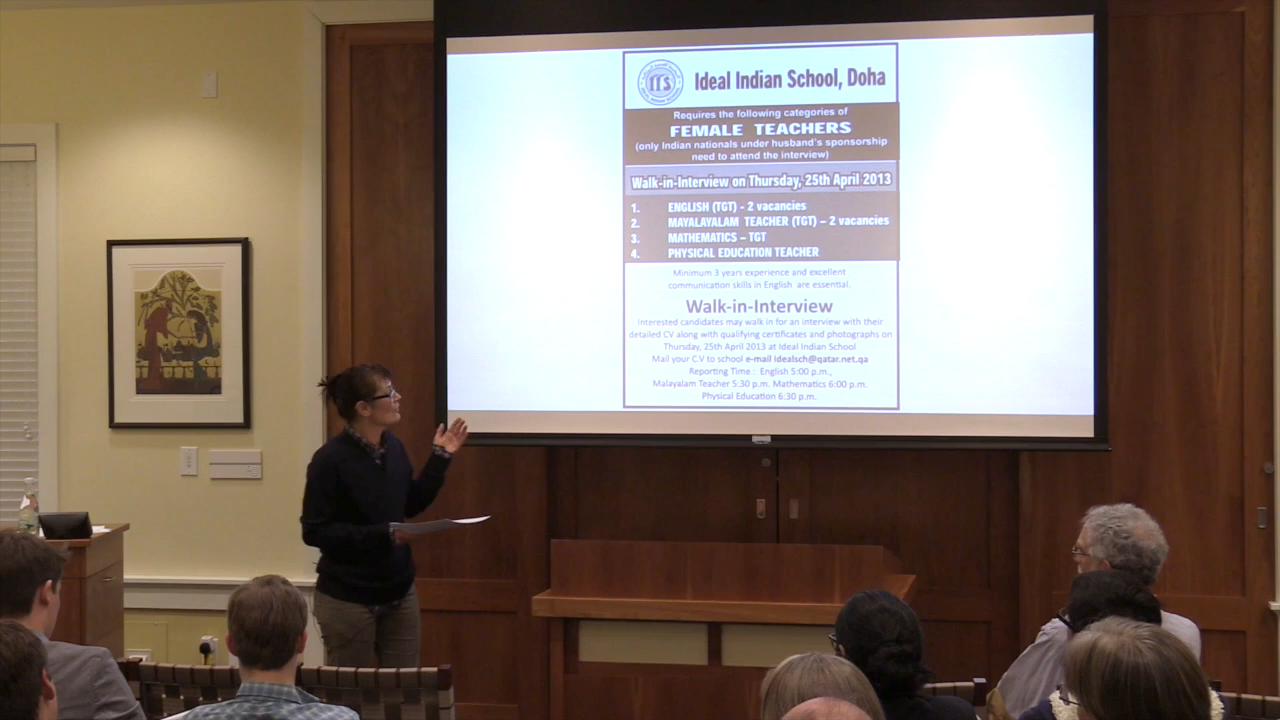 ITS
IDEAL INDIAN SCHOOL
Ideal Indian School, Doha
Requires the following categories of
FEMALE TEACHERS
(only Indian nationals under husband's sponsorship
need to attend the interview)
Walk-in-Interview on Thursday, 25th April 2013
1. ENGLISH (TGT) - 2 vacancies
2. MAYALAYALAM TEACHER (TGT) – 2 vacancies
3. MATHEMATICS – TGT
4. PHYSICAL EDUCATION TEACHER
Minimum 3 years experience and excellent
communication skills in English are essential.
Walk-in-Interview
Interested candidates may walk in for an interview with their
detailed CV along with qualifying certificates and photographs on
Thursday, 25th April 2013 at Ideal Indian School
Mail your C.V to school e-mail idealsch@qatar.net.qa
Reporting Time : English 5:00 p.m.,
Malayalam Teacher 5:30 p.m. Mathematics 6:00 p.m.
Physical Education 6:30 p.m.